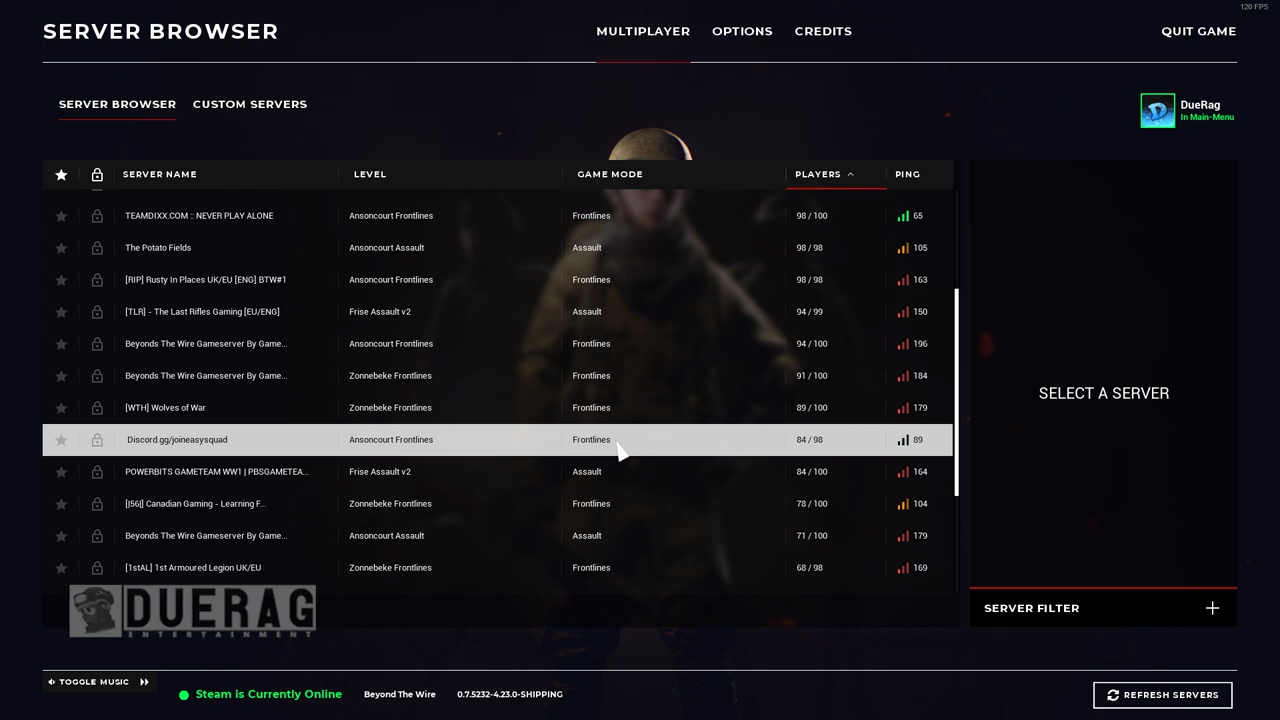 120 FPS
SERVER BROWSER
MULTIPLAYER OPTIONS CREDITS
QUIT GAME
SERVER BROWSER CUSTOM SERVERS
DueRag
In Main-Menu
SERVER NAME LEVEL GAME MODE PLAYERS PING
TEAMDIXX.COM :: NEVER PLAY ALONE Ansoncourt Frontlines Frontlines 98 / 100 65
The Potato Fields Ansoncourt Assault Assault 98 / 98 105
[RIP] Rusty In Places UK/EU [ENG] BTW#1 Ansoncourt Frontlines Frontlines 98 / 98 163
[TLR] - The Last Rifles Gaming [EU/ENG] Frise Assault v2 Assault 94 / 99 150
Beyonds The Wire Gameserver By Game... Ansoncourt Frontlines Frontlines 94 / 100 196
Beyonds The Wire Gameserver By Game... Zonnebeke Frontlines Frontlines 91 / 100 184
[WTH] Wolves of War Zonnebeke Frontlines Frontlines 89 / 100 179
Discord.gg/joineasysquad Ansoncourt Frontlines Frontlines 84 / 98 89
POWERBITS GAMETEAM WW1 | PBSGAMETEA... Frise Assault v2 Assault 84 / 100 164
[|56|] Canadian Gaming - Learning F... Zonnebeke Frontlines Frontlines 78 / 100 104
Beyonds The Wire Gameserver By Game... Ansoncourt Assault Assault 71 / 100 179
[1stAL] 1st Armoured Legion UK/EU Zonnebeke Frontlines Frontlines 68 / 98 169
SELECT A SERVER
SERVER FILTER
DUERAG
ENTERTAINMENT
TOGGLE MUSIC
Steam is Currently Online Beyond The Wire 0.7.5232-4.23.0-SHIPPING
REFRESH SERVERS